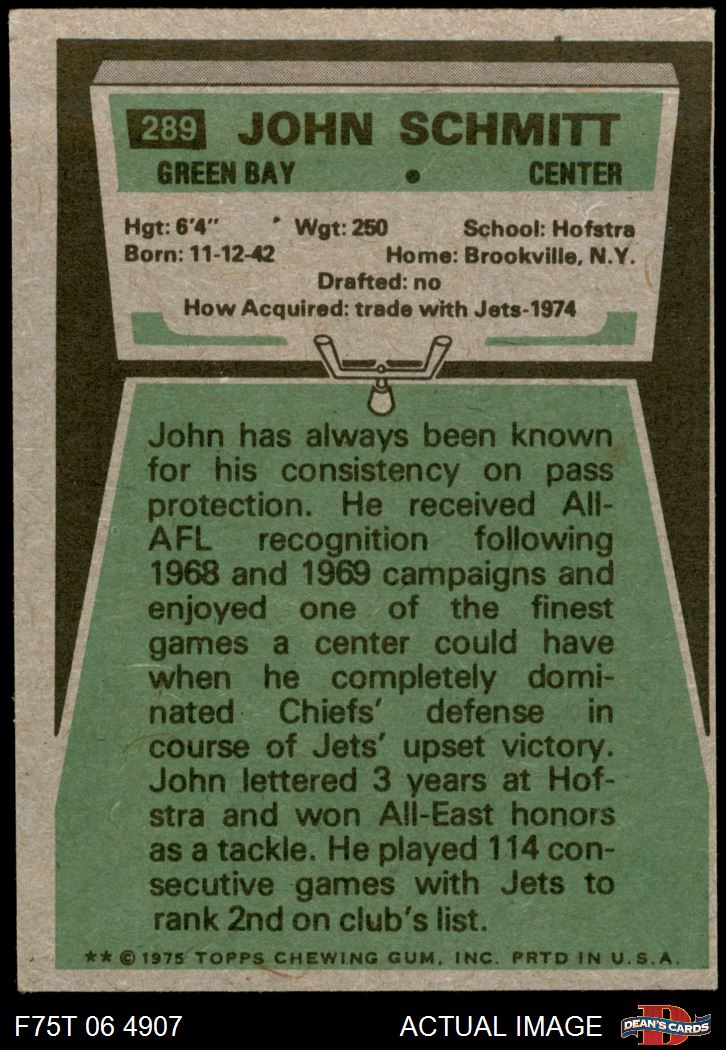 289 JOHN SCHMITT
GREEN BAY • CENTER
Hgt: 6'4" Wgt: 250 School: Hofstra
Born: 11-12-42 Home: Brookville, N.Y.
Drafted: no
How Acquired: trade with Jets-1974
John has always been known
for his consistency on pass
protection. He received All-
AFL recognition following
1968 and 1969 campaigns and
enjoyed one of the finest
games a center could have
when he completely domi-
nated Chiefs' defense in
course of Jets' upset victory.
John lettered 3 years at Hof-
stra and won All-East honors
as a tackle. He played 114 con-
secutive games with Jets to
rank 2nd on club's list.
** © 1975 TOPPS CHEWING GUM, INC. PRTD IN U.S.A.
F75T 06 4907 ACTUAL IMAGE D DEAN'S CARDS